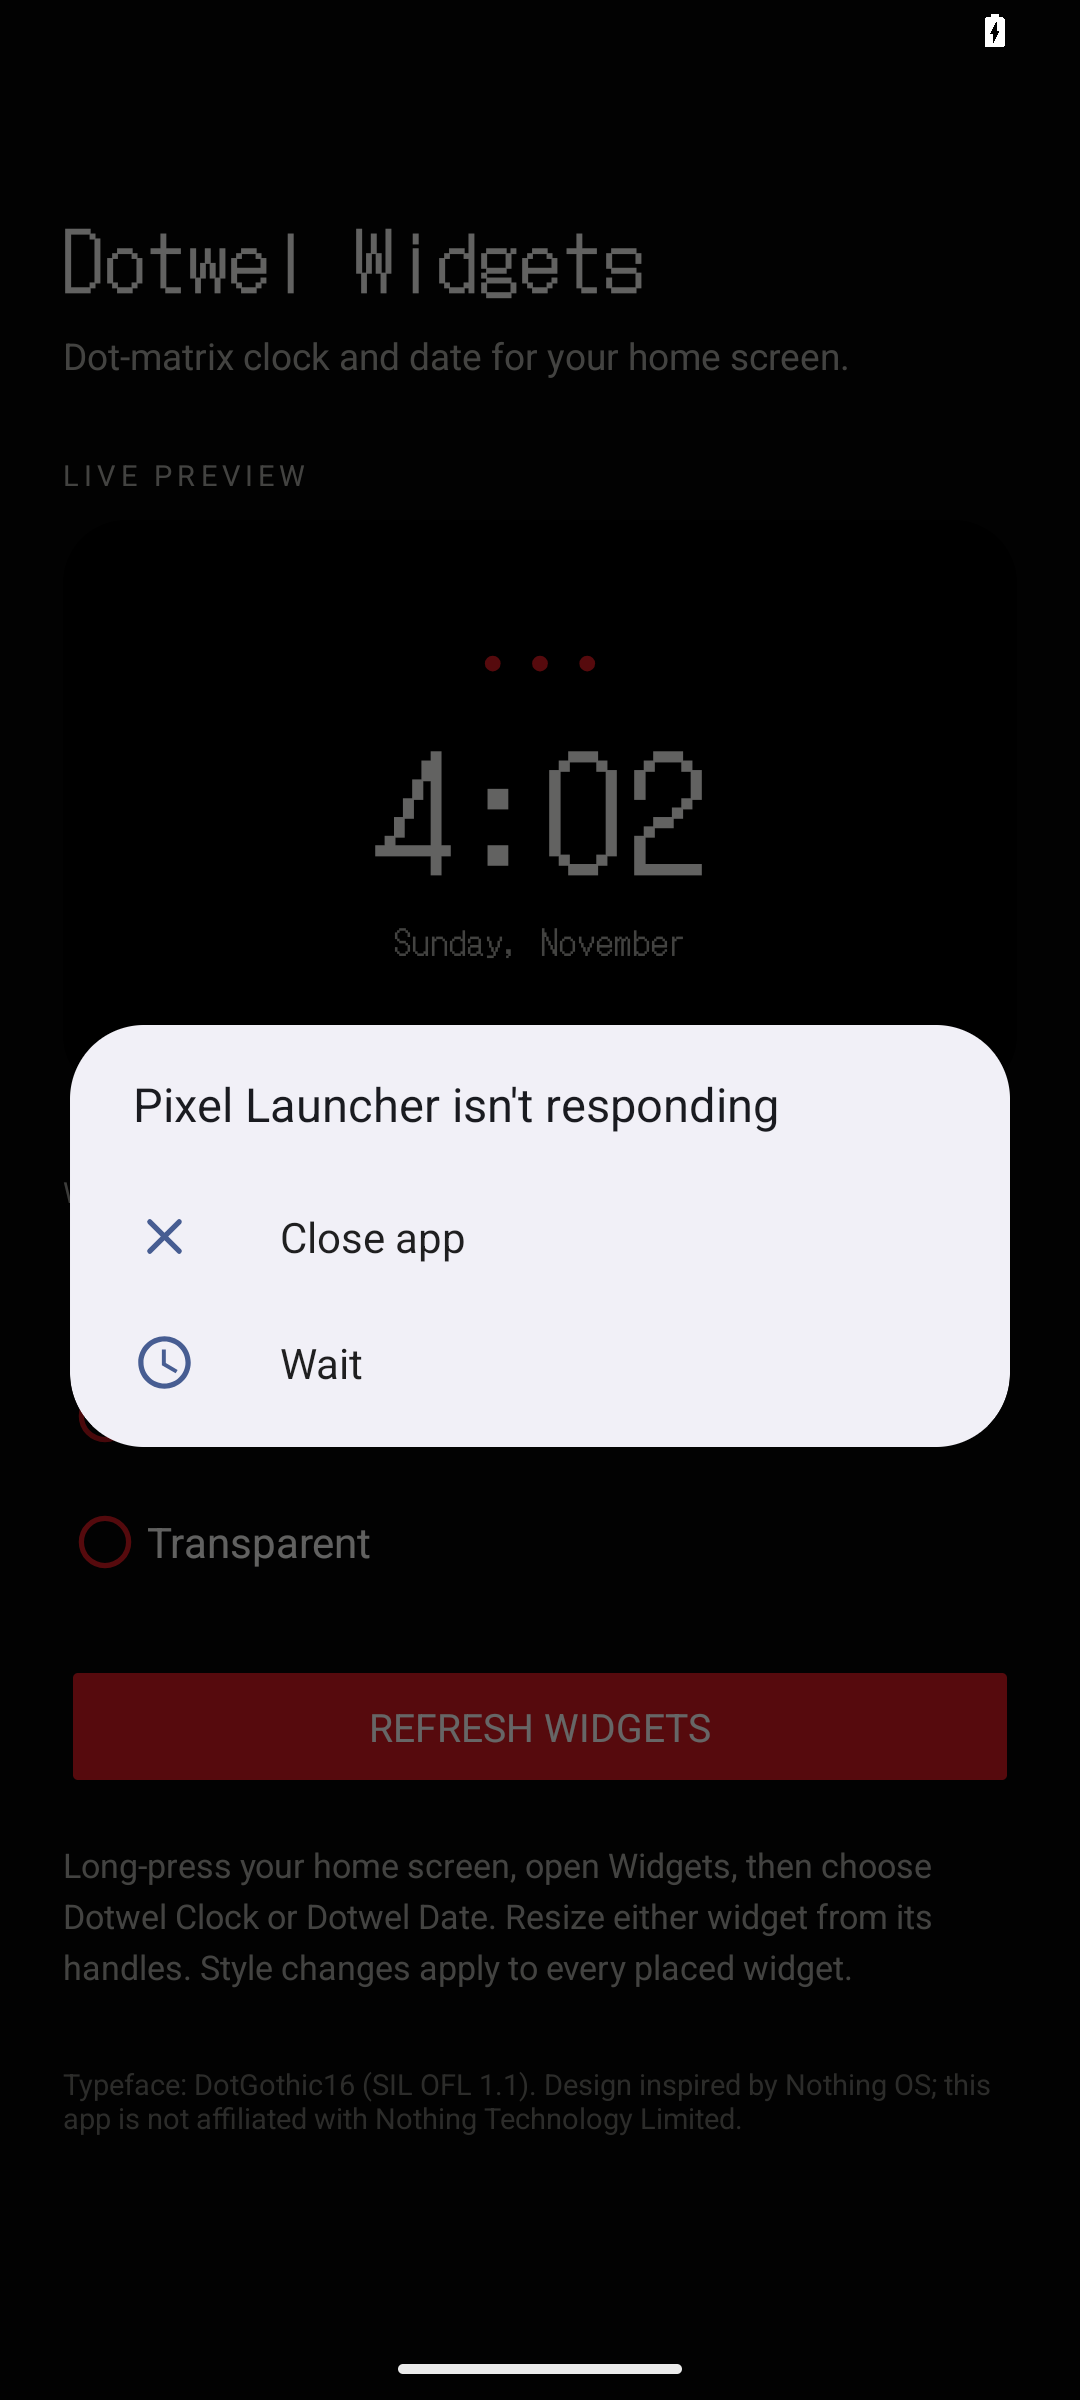 Dotwel Widgets
Dot-matrix clock and date for your home screen.
LIVE PREVIEW
4:02
Sunday, November
Pixel Launcher isn't responding
Close app
Wait
Transparent
REFRESH WIDGETS
Long-press your home screen, open Widgets, then choose
Dotwel Clock or Dotwel Date. Resize either widget from its
handles. Style changes apply to every placed widget.
Typeface: DotGothic16 (SIL OFL 1.1). Design inspired by Nothing OS; this
app is not affiliated with Nothing Technology Limited.